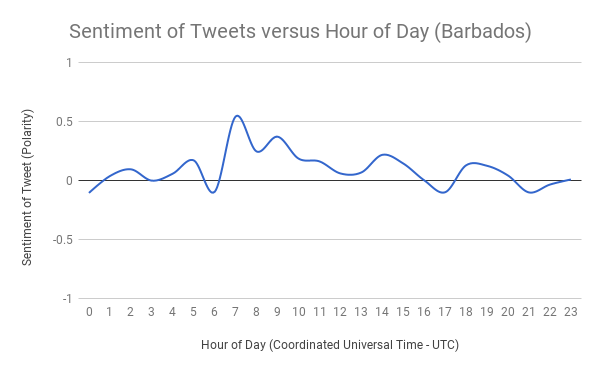 Sentiment of Tweets versus Hour of Day (Barbados)
Sentiment of Tweet (Polarity)
1
0.5
0
-0.5
-1
0 1 2 3 4 5 6 7 8 9 10 11 12 13 14 15 16 17 18 19 20 21 22 23
Hour of Day (Coordinated Universal Time - UTC)